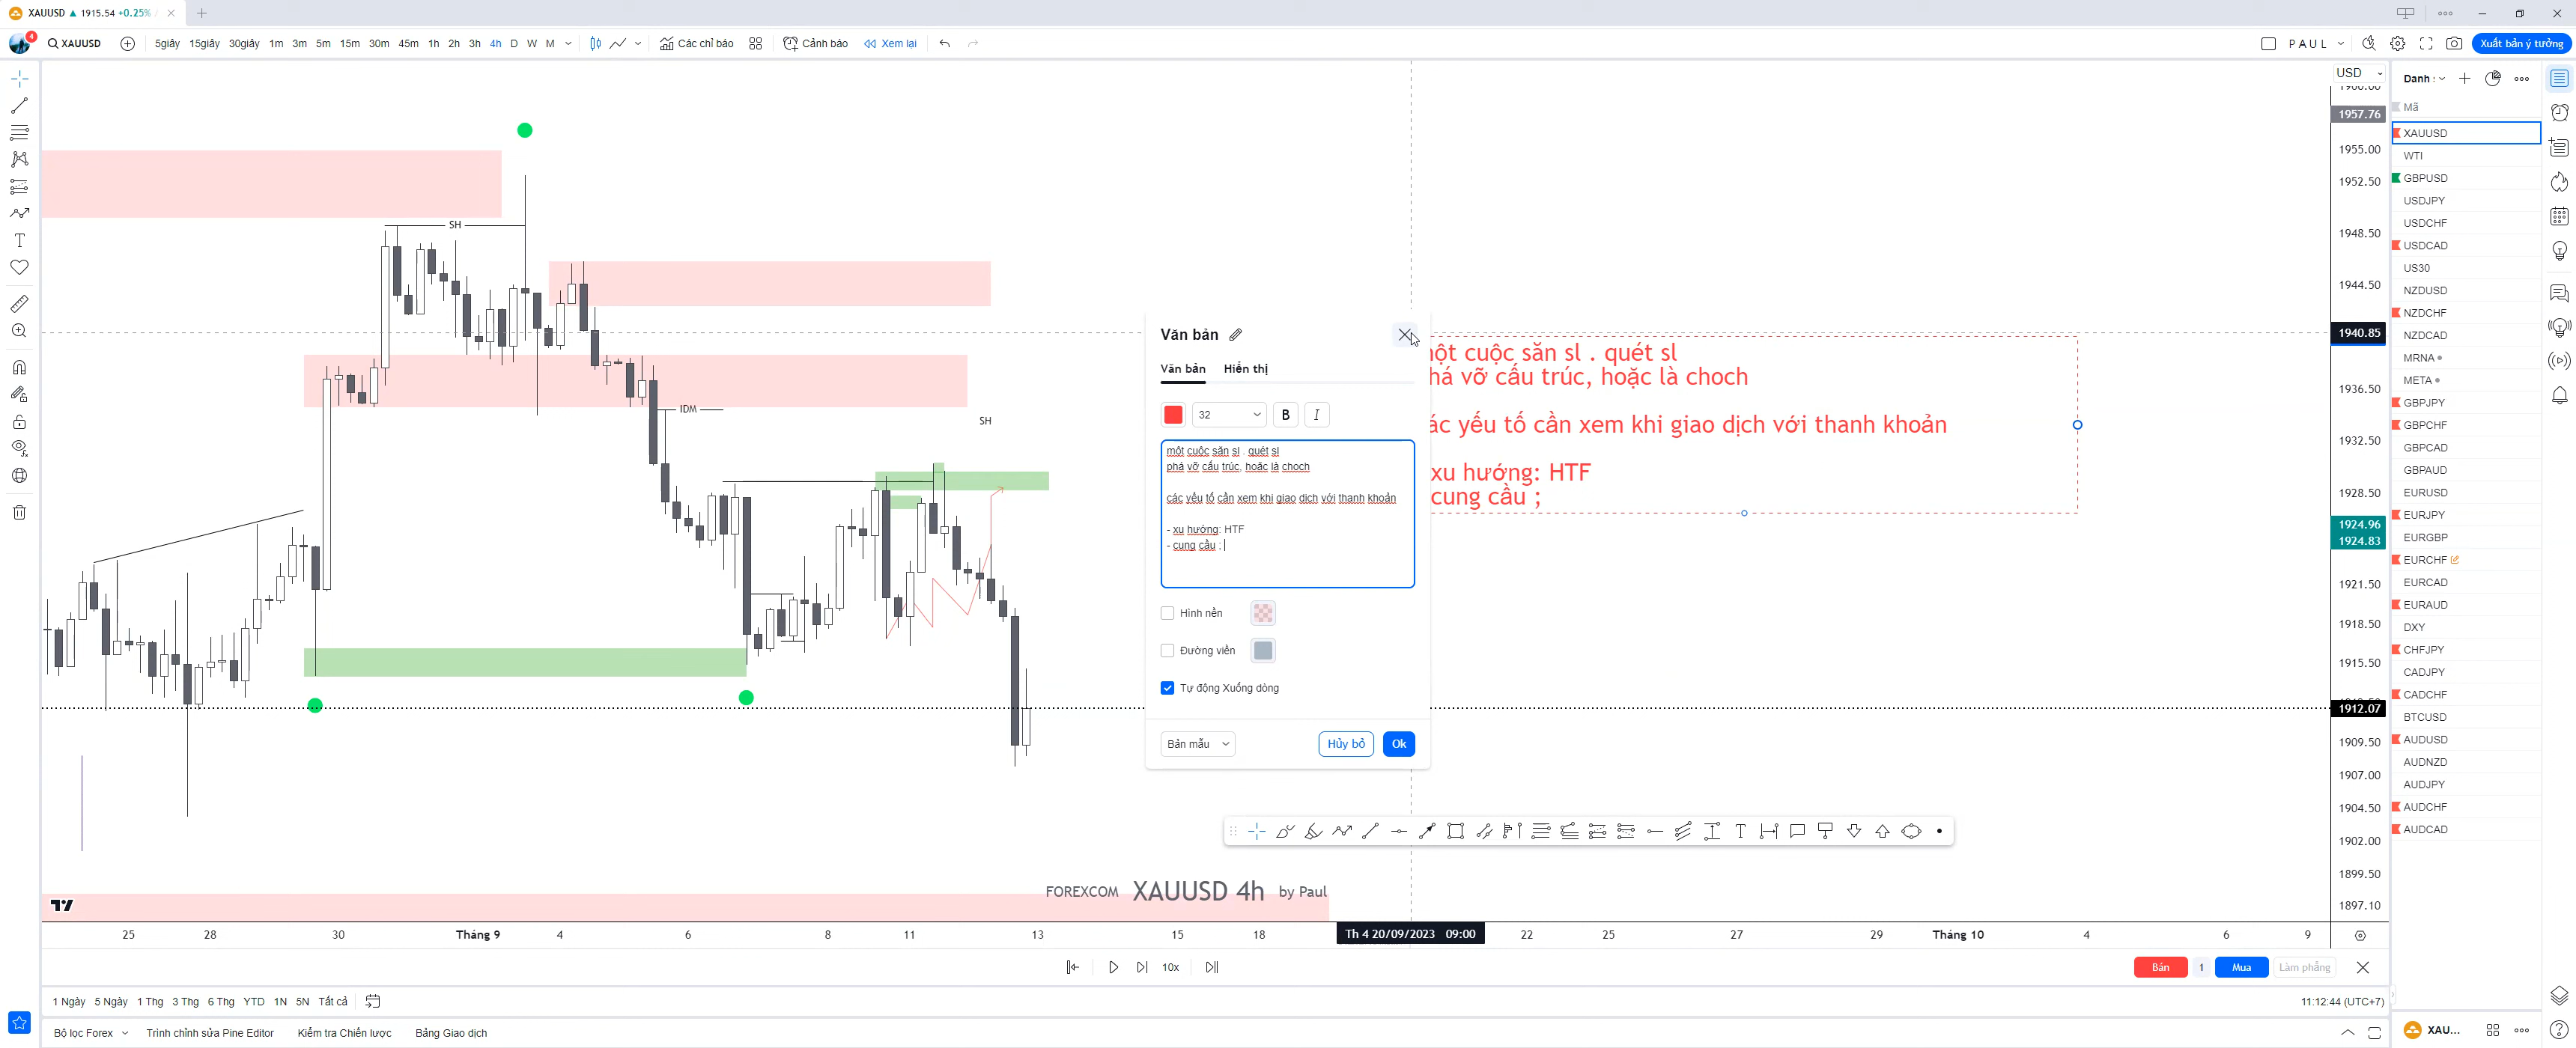 XAUUSD ▲ 1915.54 +0.25% /
4 XAUUSD 5giây 15giây 30giây 1m 3m 5m 15m 30m 45m 1h 2h 3h 4h D W M Các chỉ báo Cảnh báo Xem lại PAUL Xuất bản ý tưởng
USD
Danh :
Mã
1957.76
1955.00
1952.50
1948.50
1944.50
1940.85
1936.50
1932.50
1928.50
1924.96
1924.83
1921.50
1918.50
1915.50
1912.07
1909.50
1907.00
1904.50
1902.00
1899.50
1897.10
XAUUSD
WTI
GBPUSD
USDJPY
USDCHF
USDCAD
US30
NZDUSD
NZDCHF
NZDCAD
MRNA
META
GBPJPY
GBPCHF
GBPCAD
GBPAUD
EURUSD
EURJPY
EURGBP
EURCHF
EURCAD
EURAUD
DXY
CHFJPY
CADJPY
CADCHF
BTCUSD
AUDUSD
AUDNZD
AUDJPY
AUDCHF
AUDCAD
SH
IDM
SH
Văn bản
Văn bản Hiển thị
32 B I
một cuộc săn sl . quét sl
phá vỡ cấu trúc, hoặc là choch
các yếu tố cần xem khi giao dịch với thanh khoản
- xu hướng: HTF
- cung cầu ;
Hình nền
Đường viền
Tự động Xuống dòng
Bản mẫu Hủy bỏ Ok
ột cuộc săn sl . quét sl
há vỡ cấu trúc, hoặc là choch
ác yếu tố cần xem khi giao dịch với thanh khoản
xu hướng: HTF
cung cầu ;
FOREXCOM XAUUSD 4h by Paul
25 28 30 Tháng 9 4 6 8 11 13 15 18 Th 4 20/09/2023 09:00 22 25 27 29 Tháng 10 4 6 9
10x Bán 1 Mua Làm phẳng
1 Ngày 5 Ngày 1 Thg 3 Thg 6 Thg YTD 1N 5N Tất cả 11:12:44 (UTC+7)
Bộ lọc Forex Trình chỉnh sửa Pine Editor Kiểm tra Chiến lược Bảng Giao dịch XAU...